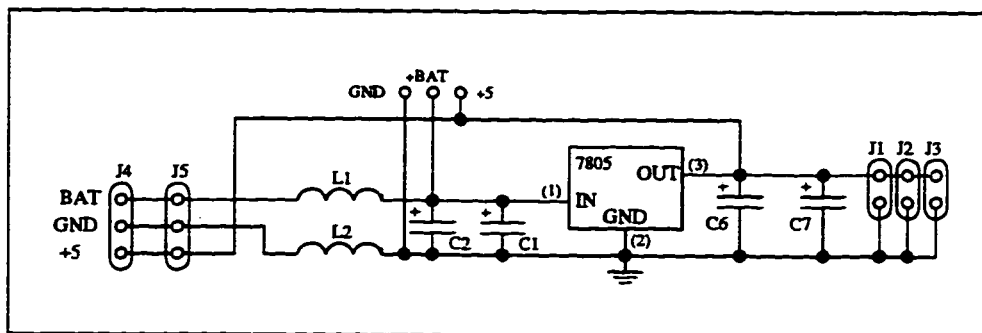 +BAT
GND +5
J4 J5 L1 7805 OUT (3) J1 J2 J3
BAT (1) IN
GND L2 + C2 + C1 GND + C6 + C7
+5 (2)